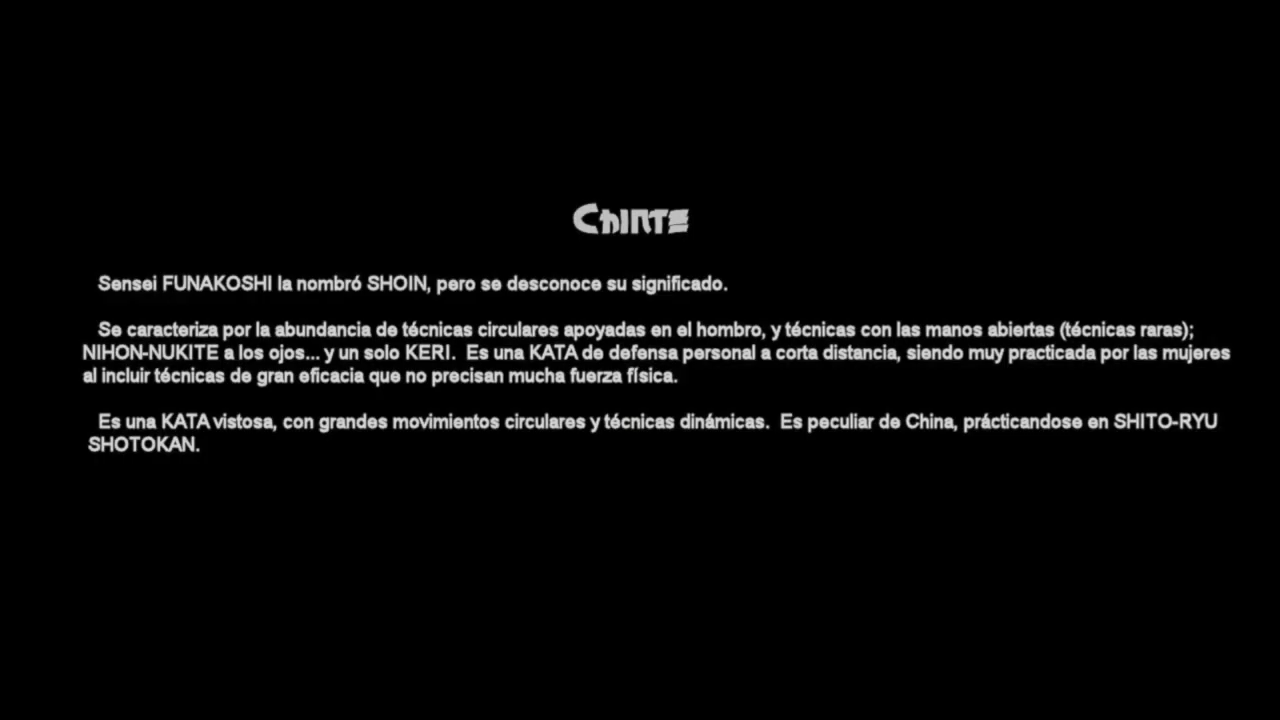 Chinte
Sensei FUNAKOSHI la nombró SHOIN, pero se desconoce su significado.
Se caracteriza por la abundancia de técnicas circulares apoyadas en el hombro, y técnicas con las manos abiertas (técnicas raras);
NIHON-NUKITE a los ojos... y un solo KERI. Es una KATA de defensa personal a corta distancia, siendo muy practicada por las mujeres
al incluir técnicas de gran eficacia que no precisan mucha fuerza física.
Es una KATA vistosa, con grandes movimientos circulares y técnicas dinámicas. Es peculiar de China, prácticandose en SHITO-RYU
SHOTOKAN.